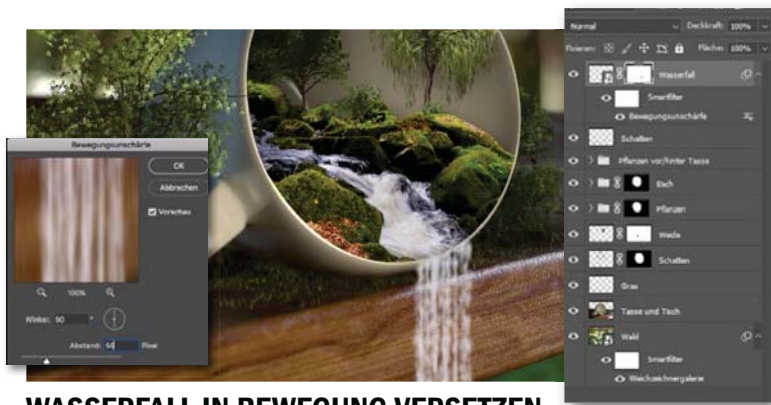 Bewegungsunschärfe
OK
Abbrechen
Vorschau
100%
Winkel: 90 °
Abstand: 68 Pixel
WASSERFALL IN BEWEGUNG VERSETZEN
Normal Deckkraft: 100%
Fixieren: Fläche: 100%
Wasserfall
Smartfilter
Bewegungsunschärfe
Schatten
Pflanzen vor/hinter Tasse
Bach
Pflanzen
Weide
Schatten
Gras
Tasse und Tisch
Wald
Smartfilter
Weichzeichnergalerie